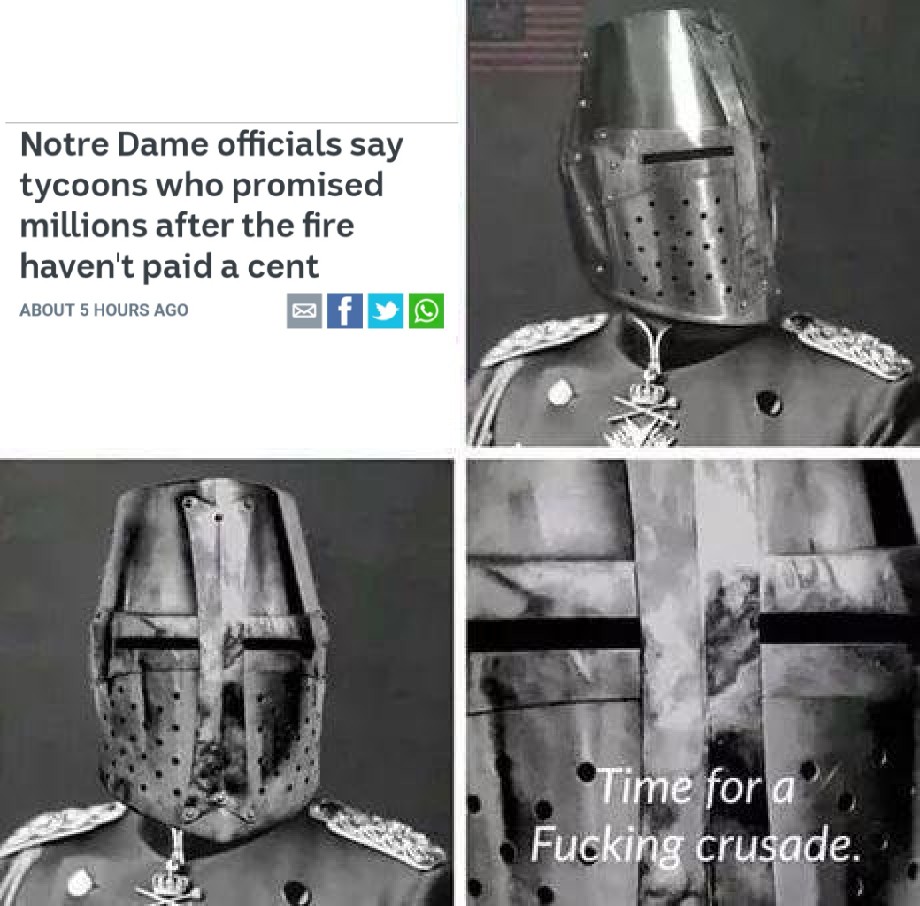 Notre Dame officials say
tycoons who promised
millions after the fire
haven't paid a cent
ABOUT 5 HOURS AGO
Time for a
Fucking crusade.